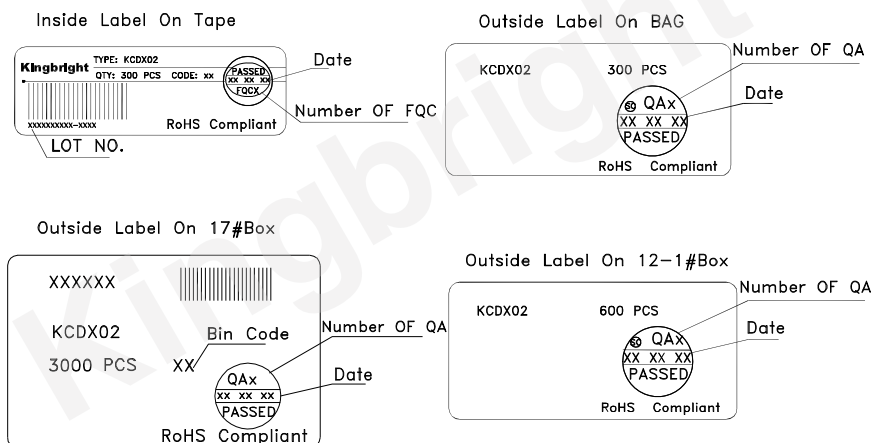 Inside Label On Tape
Kingbright
TYPE: KCDX02
QTY: 300 PCS CODE: xx
PASSED
xx xx xx
FQCX
Date
Number OF FQC
xxxxxxxxxx-xxxx
RoHS Compliant
LOT NO.
Outside Label On BAG
KCDX02 300 PCS
Number OF QA
QAx
Date
XX XX XX
PASSED
RoHS Compliant
Outside Label On 17#Box
XXXXXX
KCDX02
Bin Code
Number OF QA
3000 PCS XX
QAx
Date
xx xx xx
PASSED
RoHS Compliant
Outside Label On 12-1#Box
KCDX02 600 PCS
Number OF QA
QAx
Date
XX XX XX
PASSED
RoHS Compliant
Kingbright